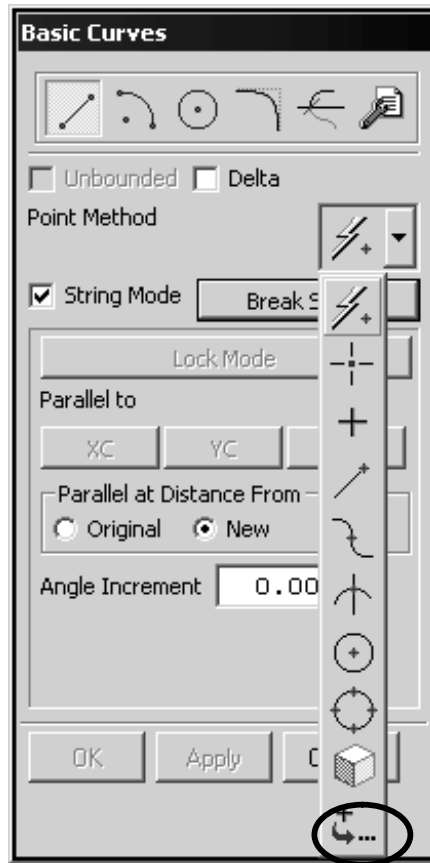 Basic Curves
Unbounded Delta
Point Method
String Mode Break S
Lock Mode
Parallel to
XC YC
Parallel at Distance From
Original New
Angle Increment 0.00
OK Apply